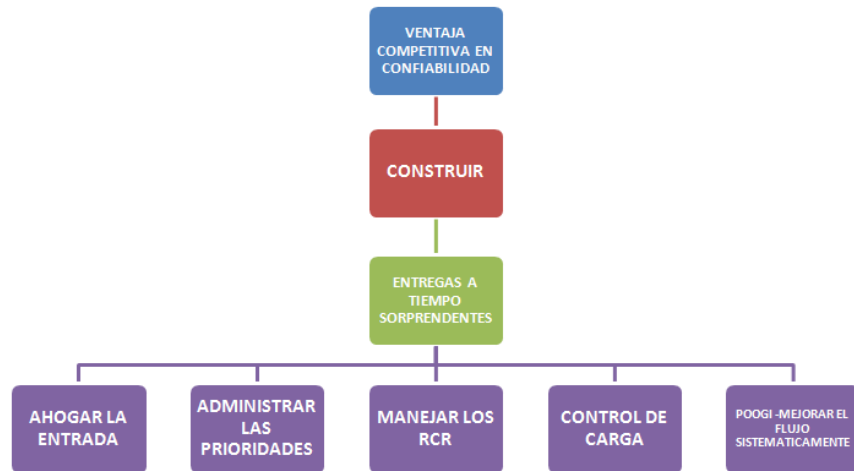 VENTAJA
COMPETITIVA EN
CONFIABILIDAD
CONSTRUIR
ENTREGAS A
TIEMPO
SORPRENDENTES
AHOGAR LA
ENTRADA
ADMINISTRAR
LAS
PRIORIDADES
MANEJAR LOS
RCR
CONTROL DE
CARGA
POOGI -MEJORAR EL
FLUJO
SISTEMATICAMENTE